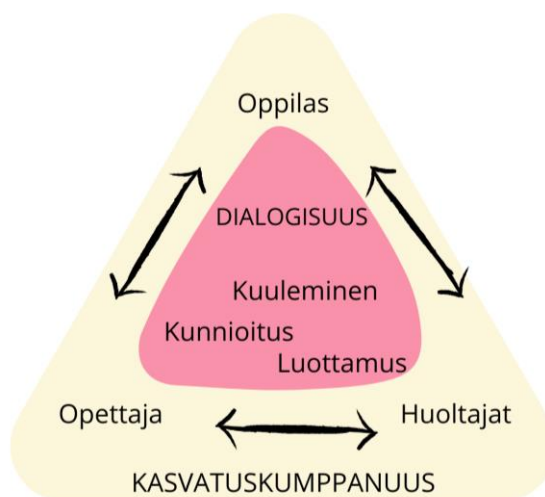 Oppilas
DIALOGISUUS
Kuuleminen
Kunnioitus
Luottamus
Opettaja
Huoltajat
KASVATUSKUMPPANUUS